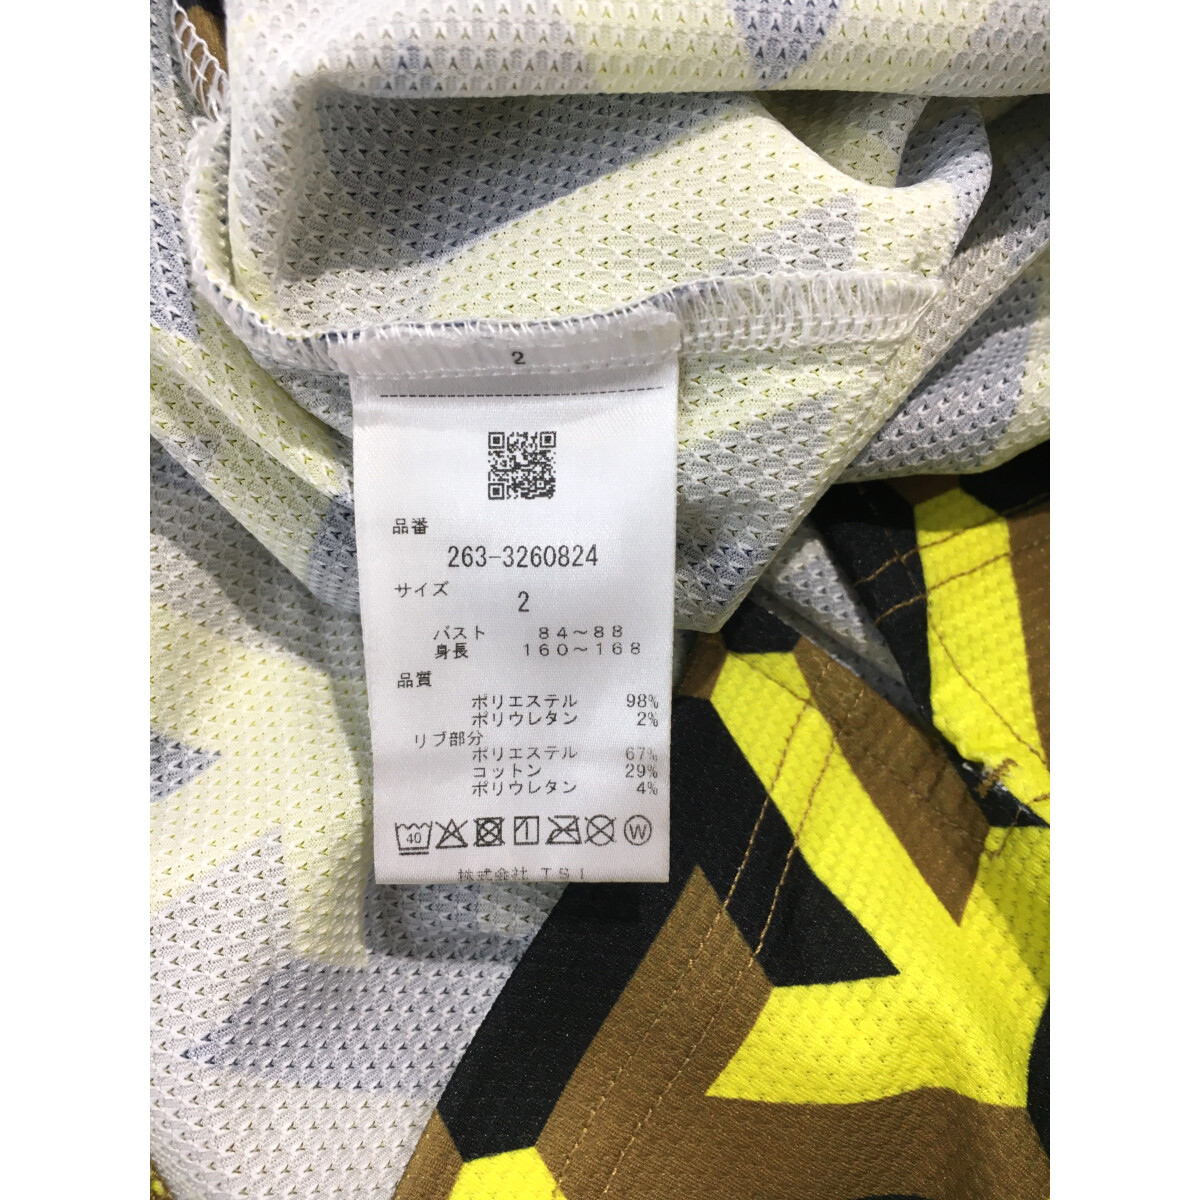 2
品番
263-3260824
サイズ
2
バスト 84～88
身長 160～168
品質
ポリエステル 98%
ポリウレタン 2%
リブ部分
ポリエステル 67%
コットン 29%
ポリウレタン 4%
40
W
株式会社 TSI